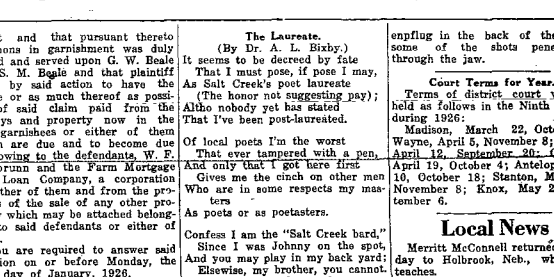 t and that pursuant thereto
ons in garnishment was duly
d and served upon G. W. Beale
S. M. Beale and that plaintiff
by said action to have the
e or as much thereof as possi-
of said claim paid from the
ys and property now in the
garnishees or either of them
h are due and to become due
owing to the defendants, W. F.
brunn and the Farm Mortgage
Loan Company, a corporation
ther of them and from the pro-
s of the sale of any other pro-
which may be attached belong-
to said defendants or either of
u are required to answer said
ion on or before Monday, the
day of January, 1926.
The Laureate.
(By Dr. A. L. Bixby.)
It seems to be decreed by fate
That I must pose, if pose I may,
As Salt Creek's poet laureate
(The honor not suggesting pay);
Altho nobody yet has stated
That I've been post-laureated.
Of local poets I'm the worst
That ever tampered with a pen,
And only that I got here first
Gives me the cinch on other men
Who are in some respects my mas-
ters
As poets or as poetasters.
Confess I am the "Salt Creek bard,"
Since I was Johnny on the spot,
And you may play in my back yard;
Elsewise, my brother, you cannot.
enpflug in the back of the
some of the shots pene
through the jaw.
Court Terms for Year.
Terms of district court
held as follows in the Ninth
during 1926:
Madison, March 22, Oct
Wayne, April 5, November 8;
April 12, September 20;
April 19, October 4; Antelop
10, October 18; Stanton, M
November 8; Knox, May 2
tember 6.
Local News
Merritt McConnell returne
day to Holbrook, Neb., w
teaches.